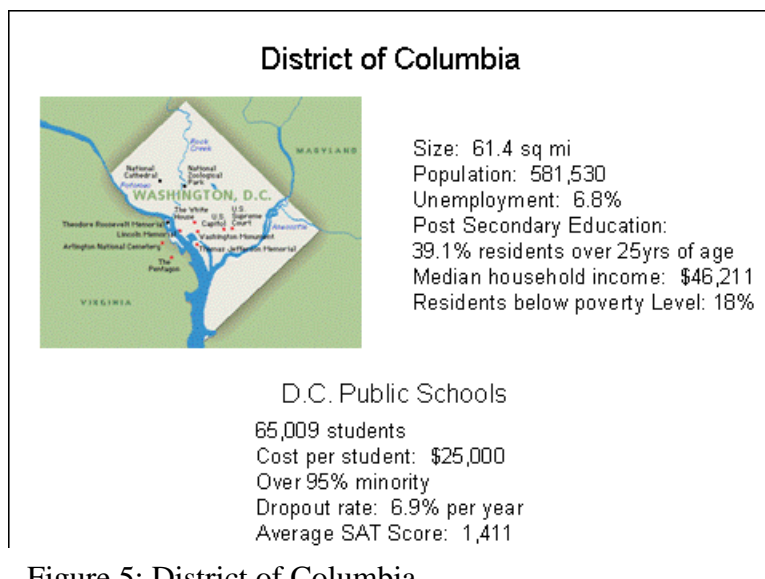 District of Columbia
Rock
Creek
MARYLAND
National
Cathedral
National
Zoological
Park
Potomac
WASHINGTON, D.C.
The White
House
U.S.
Capitol
U.S.
Supreme
Court
Anacostia
Theodore Roosevelt Memorial
Lincoln Memorial
Washington Monument
Arlington National Cemetery
Thomas Jefferson Memorial
The
Pentagon
VIRGINIA
Size: 61.4 sq mi
Population: 581,530
Unemployment: 6.8%
Post Secondary Education:
39.1% residents over 25yrs of age
Median household income: $46,211
Residents below poverty Level: 18%
D.C. Public Schools
65,009 students
Cost per student: $25,000
Over 95% minority
Dropout rate: 6.9% per year
Average SAT Score: 1,411
Figure 5: District of Columbia